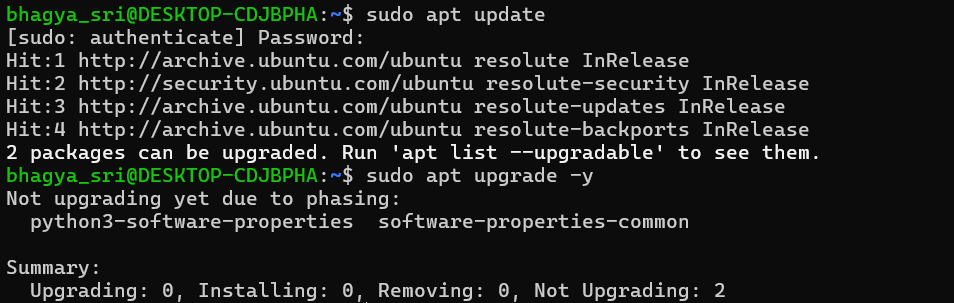 bhagya_sri@DESKTOP-CDJBPHA:~$ sudo apt update
[sudo: authenticate] Password:
Hit:1 http://archive.ubuntu.com/ubuntu resolute InRelease
Hit:2 http://security.ubuntu.com/ubuntu resolute-security InRelease
Hit:3 http://archive.ubuntu.com/ubuntu resolute-updates InRelease
Hit:4 http://archive.ubuntu.com/ubuntu resolute-backports InRelease
2 packages can be upgraded. Run 'apt list --upgradable' to see them.
bhagya_sri@DESKTOP-CDJBPHA:~$ sudo apt upgrade -y
Not upgrading yet due to phasing:
  python3-software-properties  software-properties-common

Summary:
  Upgrading: 0, Installing: 0, Removing: 0, Not Upgrading: 2